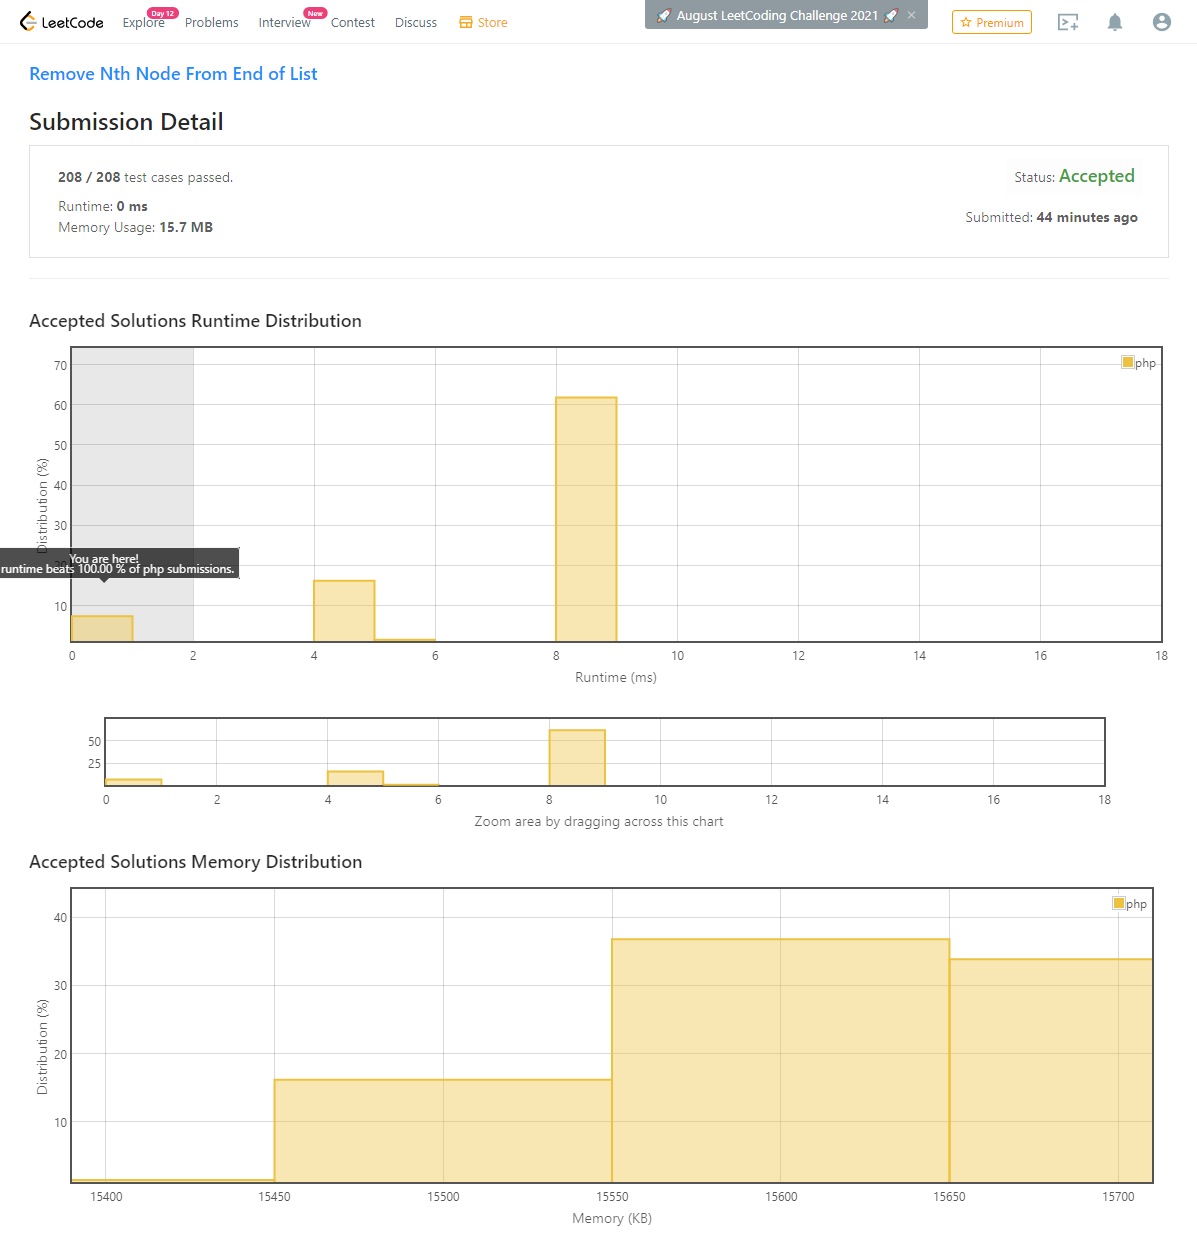 LeetCode
Explore
Day 12
Problems
Interview
New
Contest
Discuss
Store
🚀 August LeetCoding Challenge 2021 🚀 ×
Premium
Remove Nth Node From End of List
Submission Detail
208 / 208 test cases passed.
Status: Accepted
Runtime: 0 ms
Submitted: 44 minutes ago
Memory Usage: 15.7 MB
Accepted Solutions Runtime Distribution
php
70
60
50
40
30
20
10
Distribution (%)
You are here!
runtime beats 100.00 % of php submissions.
0 2 4 6 8 10 12 14 16 18
Runtime (ms)
50
25
0 2 4 6 8 10 12 14 16 18
Zoom area by dragging across this chart
Accepted Solutions Memory Distribution
php
40
30
20
10
Distribution (%)
15400 15450 15500 15550 15600 15650 15700
Memory (KB)